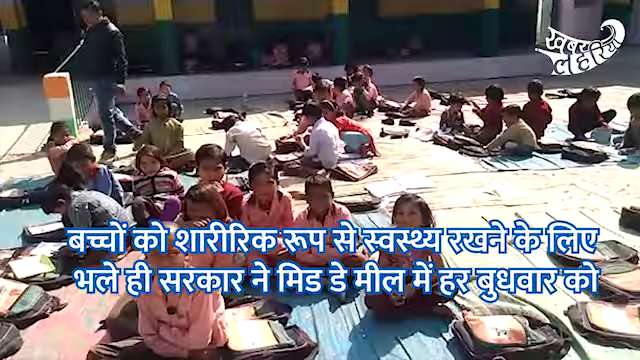 खबर
लहरिया
बच्चों को शारीरिक रूप से स्वस्थ्य रखने के लिए
भले ही सरकार ने मिड डे मील में हर बुधवार को